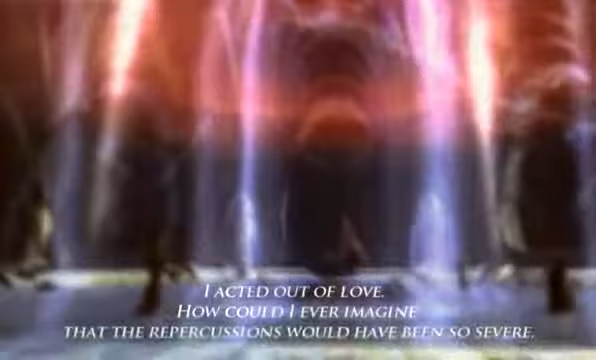 I ACTED OUT OF LOVE.
HOW COULD I EVER IMAGINE
THAT THE REPERCUSSIONS WOULD HAVE BEEN SO SEVERE.